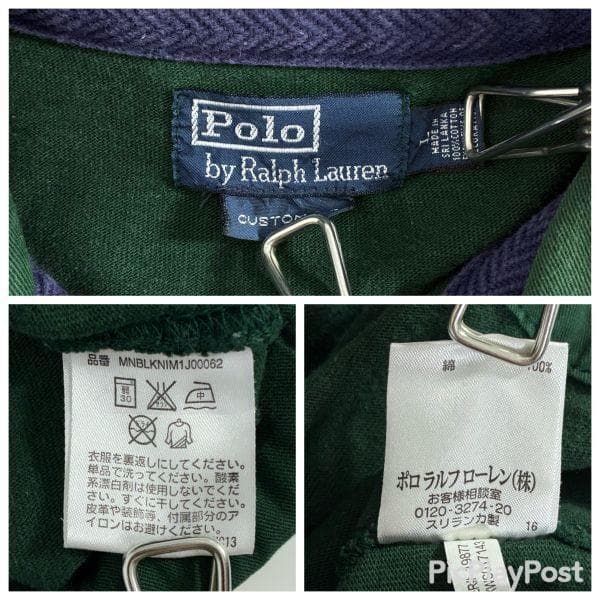 Polo
by Ralph Lauren
CUSTOM
L
MADE IN
SRI LANKA
100%COTTON
品番 MNBLKNIM1J00062
弱
30
中
衣服を裏返しにしてください。
単品で洗ってください。酸素
系漂白剤は使用しないでくだ
さい。すぐに干してください。
皮革や装飾等、付属部分のア
イロンはお避けください。
綿 100%
ポロ ラルフ ローレン(株)
お客様相談室
0120-3274-20
スリランカ製
16
PicPlayPost